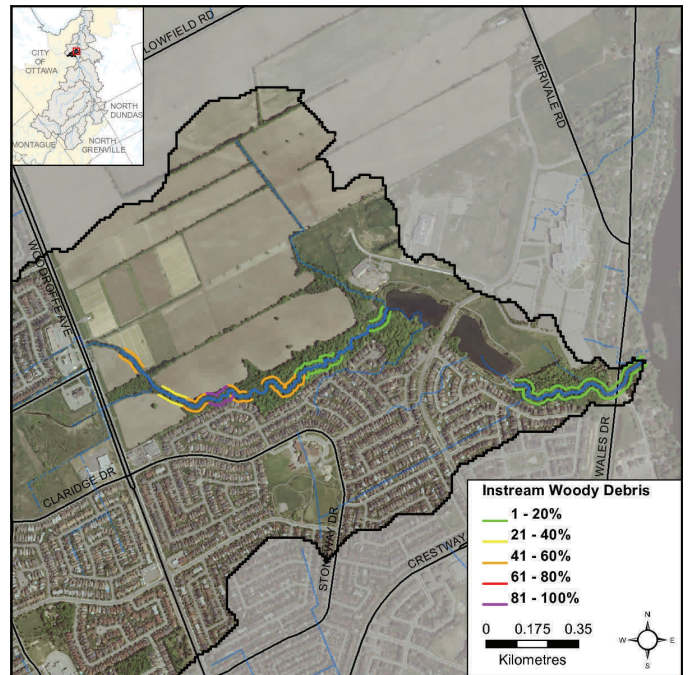 LOWFIELD RD
CITY
OF
OTTAWA
NORTH
DUNDAS
MONTAGUE
NORTH
GRENVILLE
MERIVALE RD
WOODROFFE AVE
CLARIDGE DR
STONEWAY DR
CRESTWAY
WALES DR
Instream Woody Debris
1 - 20%
21 - 40%
41 - 60%
61 - 80%
81 - 100%
0 0.175 0.35
Kilometres
N
W E
S